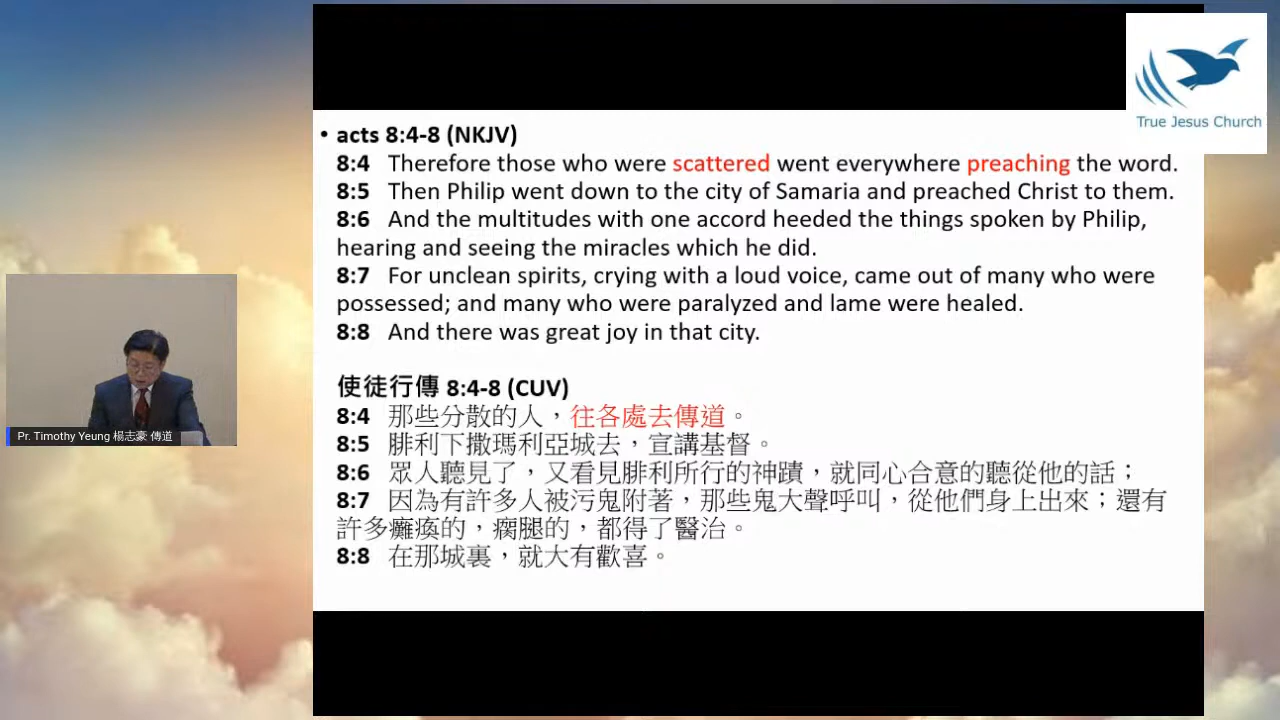 • acts 8:4-8 (NKJV)
8:4 Therefore those who were scattered went everywhere preaching the word.
8:5 Then Philip went down to the city of Samaria and preached Christ to them.
8:6 And the multitudes with one accord heeded the things spoken by Philip,
hearing and seeing the miracles which he did.
8:7 For unclean spirits, crying with a loud voice, came out of many who were
possessed; and many who were paralyzed and lame were healed.
8:8 And there was great joy in that city.
使徒行傳 8:4-8 (CUV)
8:4 那些分散的人，往各處去傳道。
8:5 腓利下撒瑪利亞城去，宣講基督。
8:6 眾人聽見了，又看見腓利所行的神蹟，就同心合意的聽從他的話；
8:7 因為有許多人被污鬼附著，那些鬼大聲呼叫，從他們身上出來；還有
許多癱瘓的，瘸腿的，都得了醫治。
8:8 在那城裏，就大有歡喜。
True Jesus Church
Pr. Timothy Yeung 楊志豪 傳道